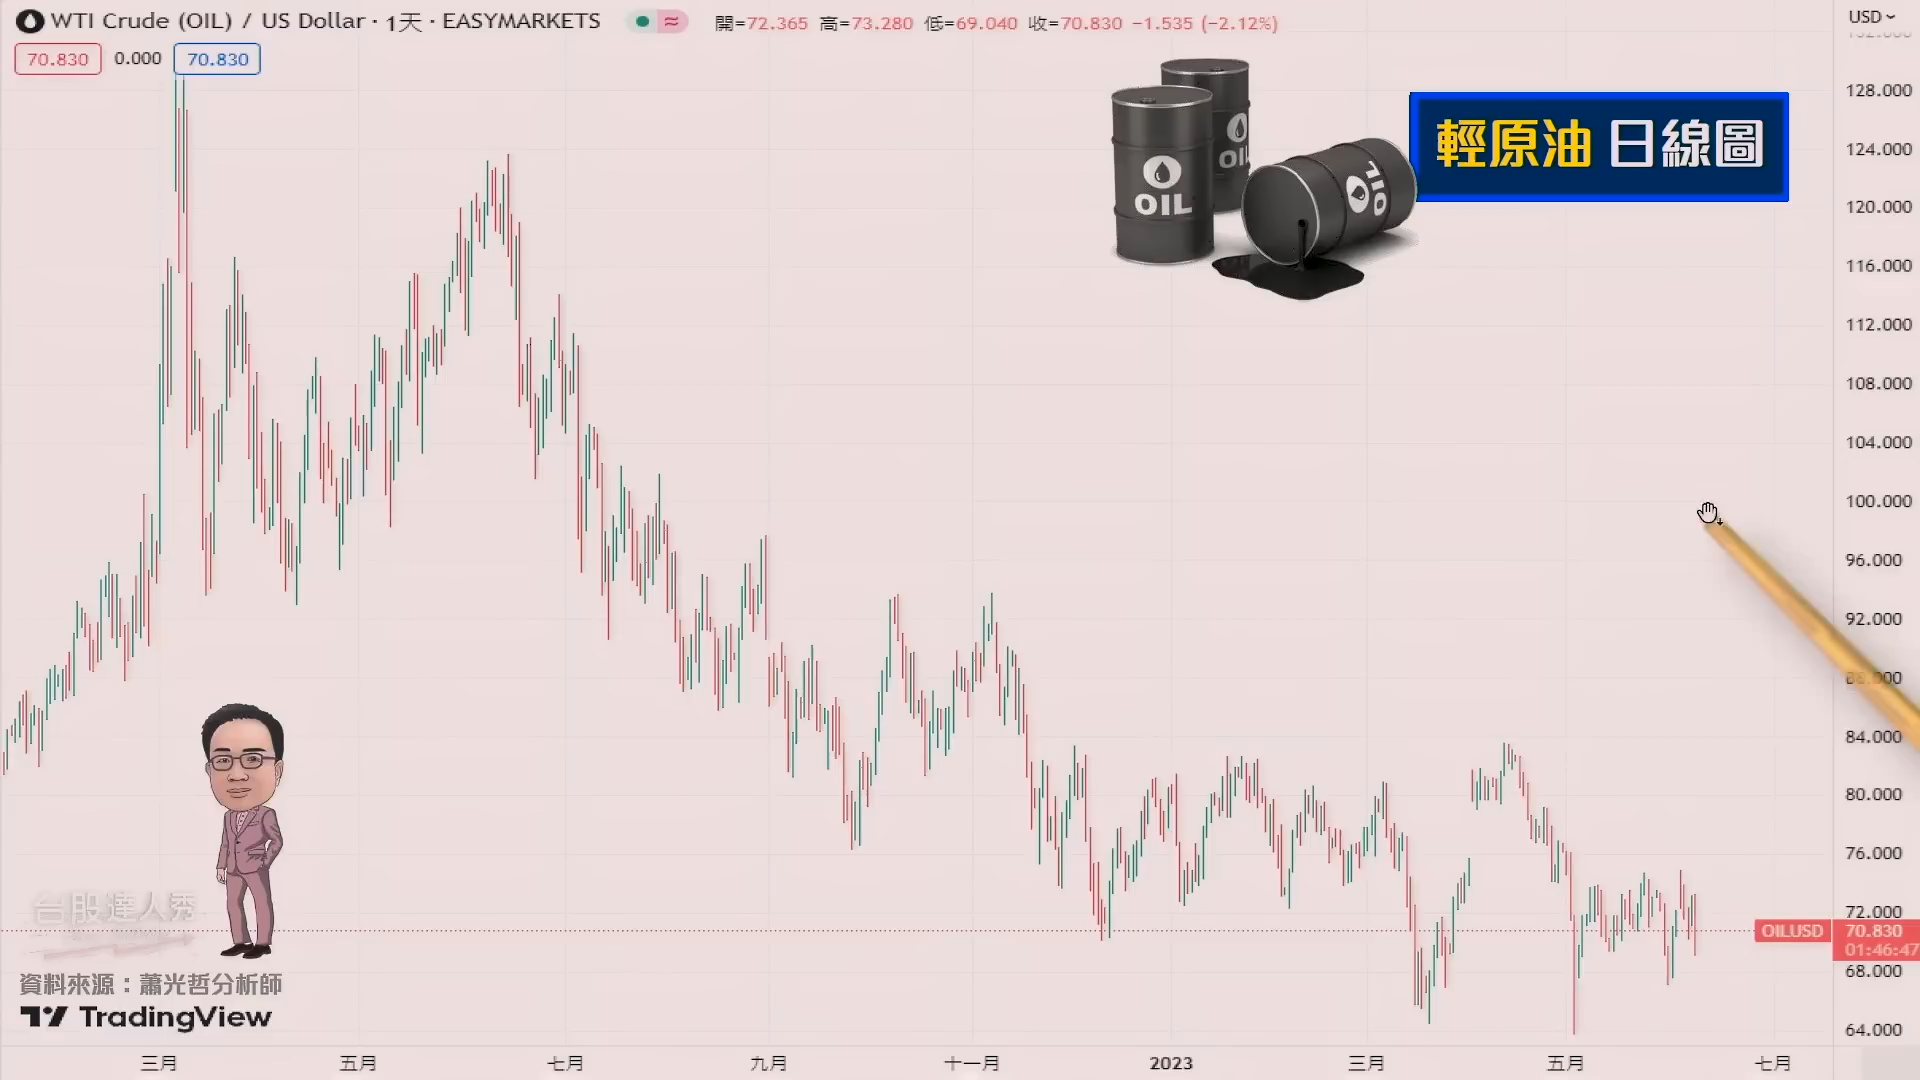 WTI Crude (OIL) / US Dollar · 1天 · EASYMARKETS
開=72.365 高=73.280 低=69.040 收=70.830 −1.535 (−2.12%)
USD
70.830 0.000 70.830
輕原油 日線圖
OIL
OIL
OIL
128.000
124.000
120.000
116.000
112.000
108.000
104.000
100.000
96.000
92.000
88.000
84.000
80.000
76.000
72.000
OILUSD 70.830
01:46:47
68.000
64.000
台股達人秀
資料來源：蕭光哲分析師
TradingView
三月 五月 七月 九月 十一月 2023 三月 五月 七月